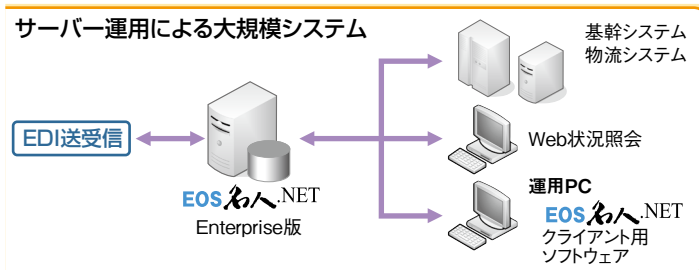 サーバー運用による大規模システム
基幹システム
物流システム
EDI送受信
Web状況照会
EOS名人.NET
Enterprise版
運用PC
EOS名人.NET
クライアント用
ソフトウェア